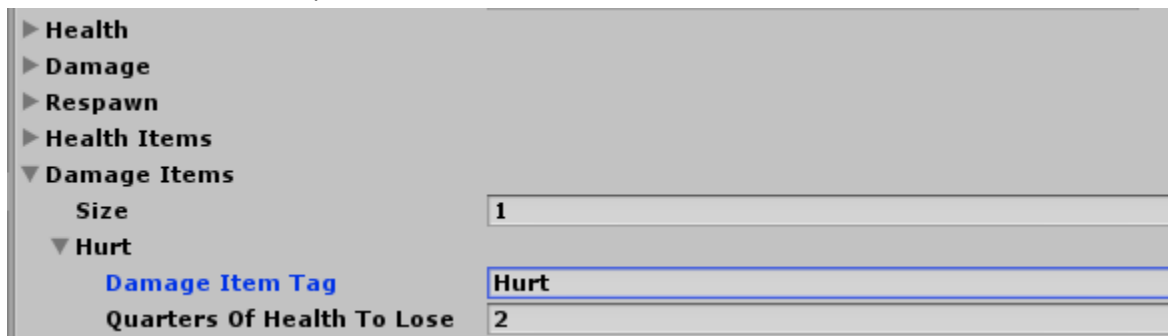 Health
Damage
Respawn
Health Items
Damage Items
Size 1
Hurt
Damage Item Tag Hurt
Quarters Of Health To Lose 2